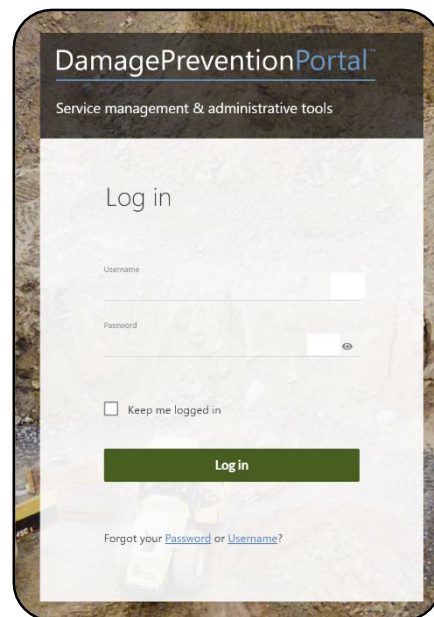 DamagePreventionPortal™
Service management & administrative tools
Log in
Username
Password
Keep me logged in
Log in
Forgot your Password or Username?